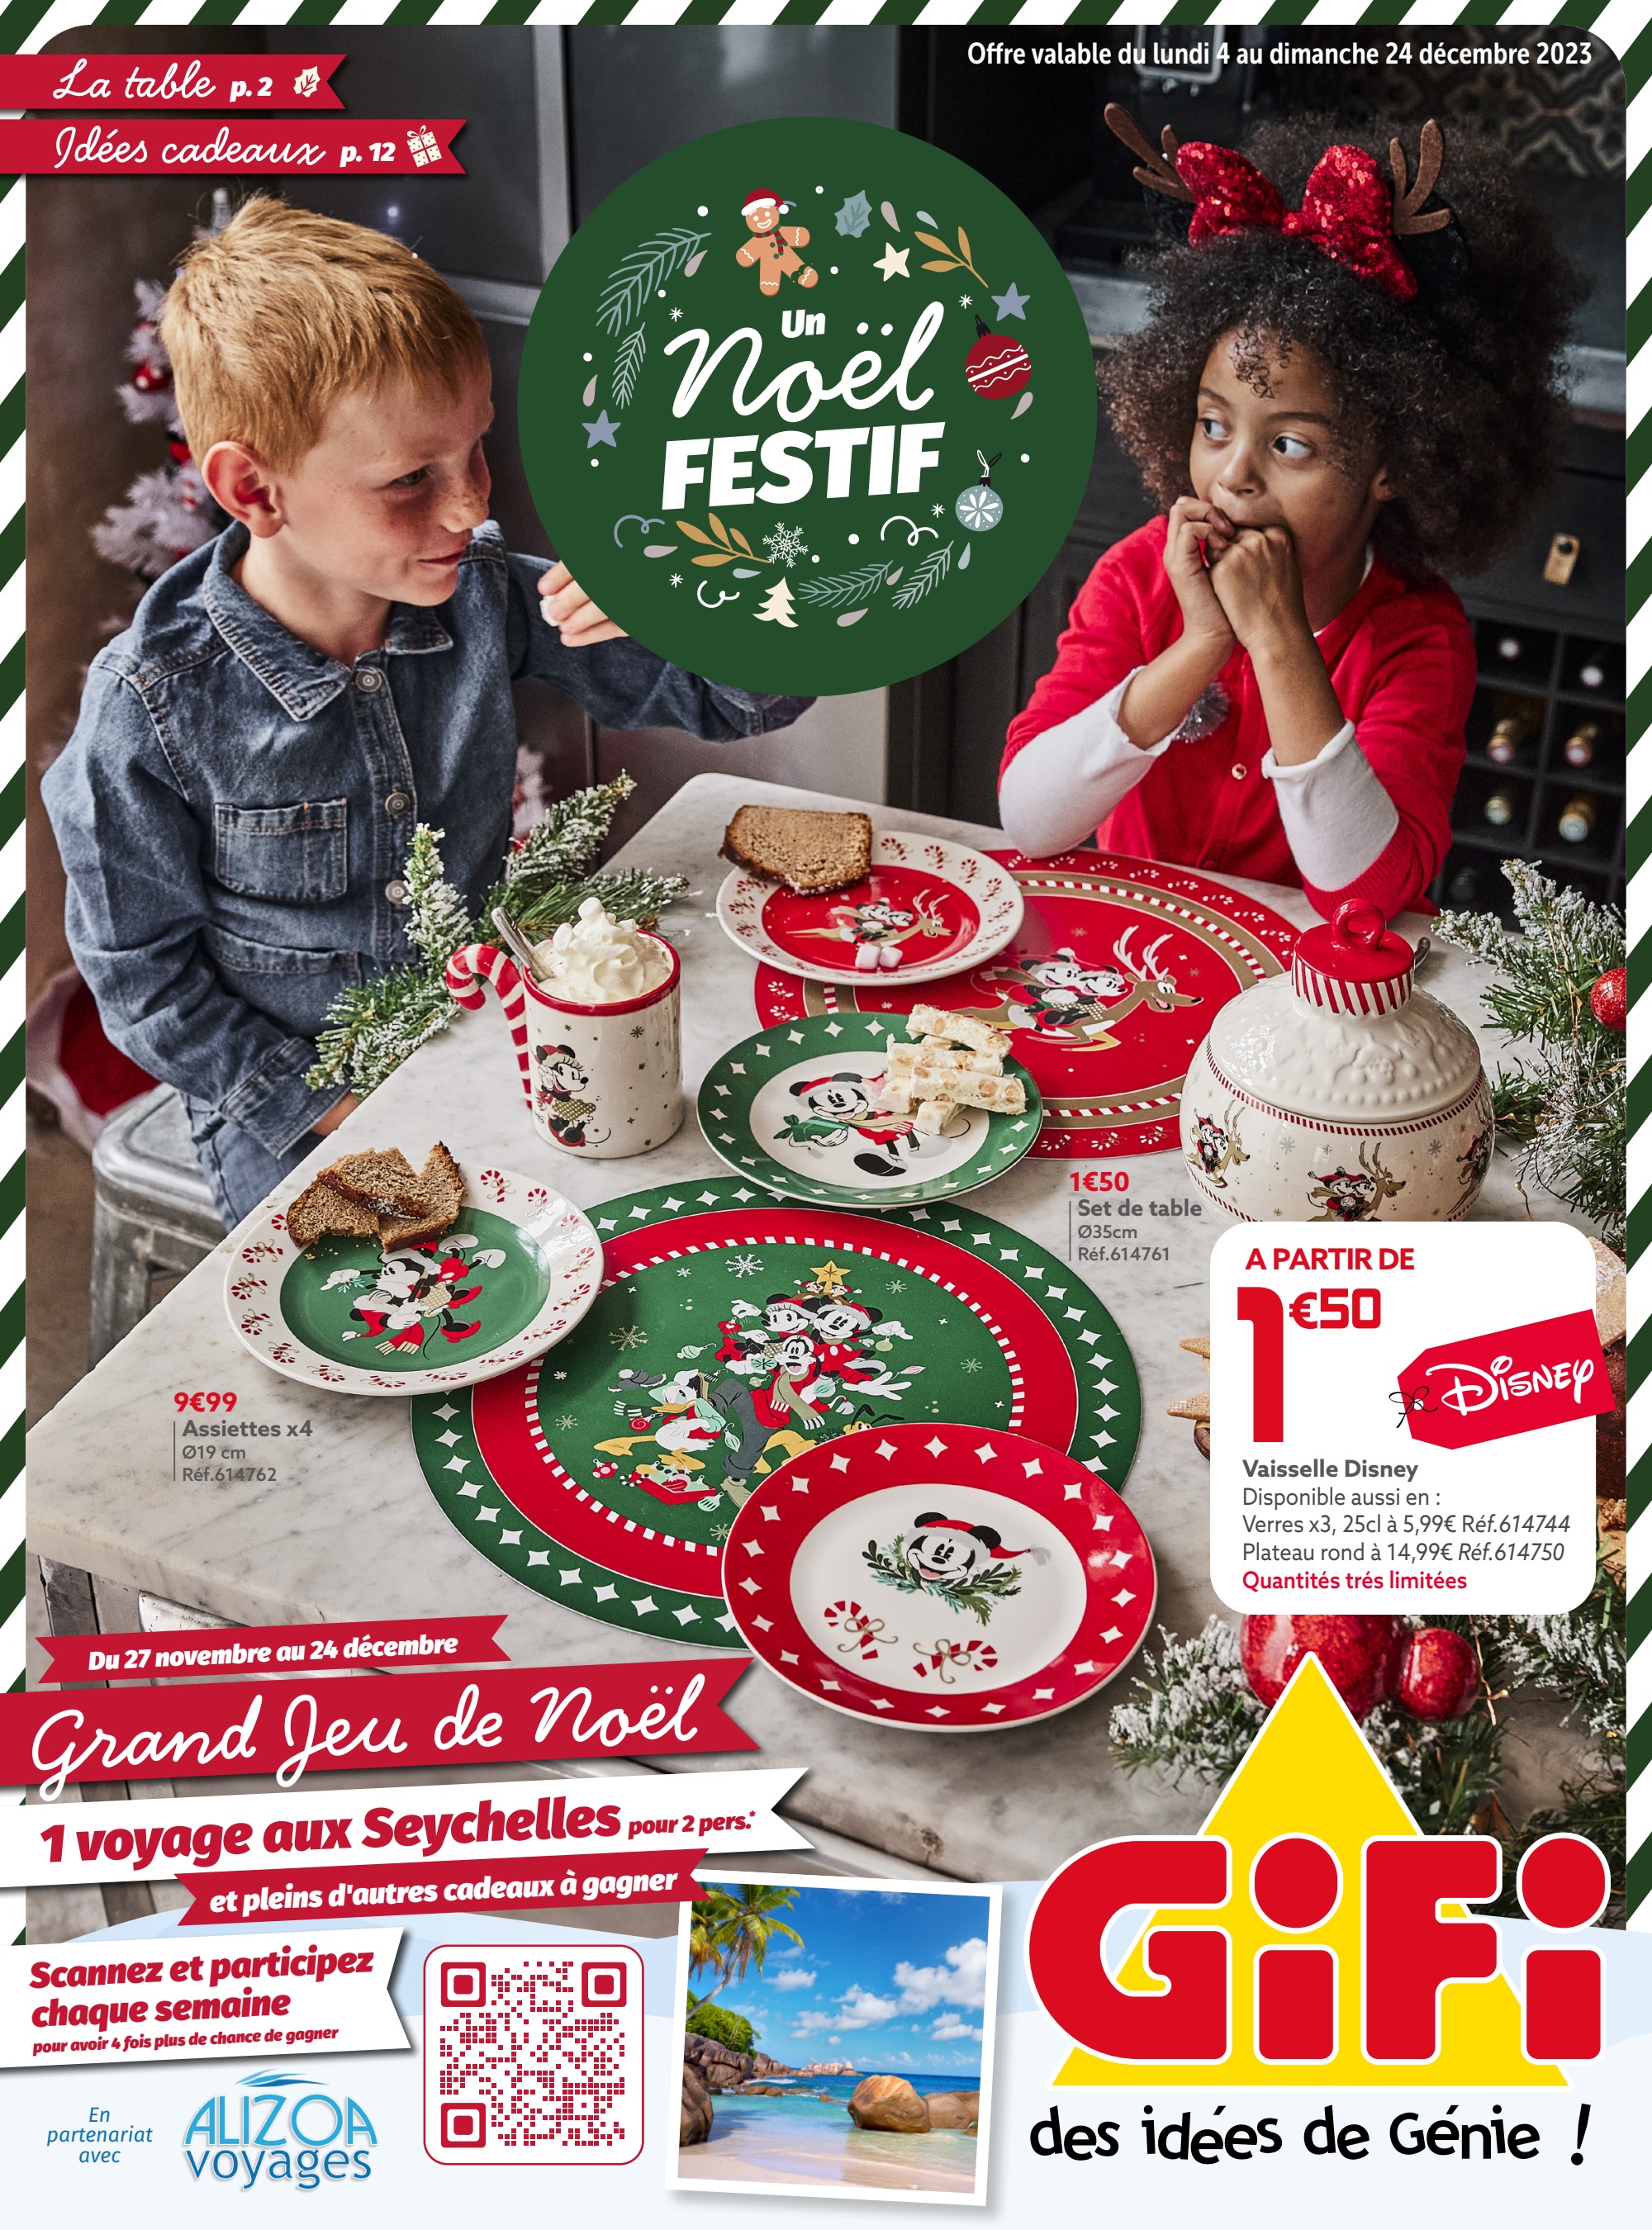 Offre valable du lundi 4 au dimanche 24 décembre 2023
La table p. 2
Idées cadeaux p. 12
Un
Noël
FESTIF
1€50
Set de table
Ø35cm
Réf.614761
A PARTIR DE
1€50
Disney
Vaisselle Disney
Disponible aussi en :
Verres x3, 25cl à 5,99€ Réf.614744
Plateau rond à 14,99€ Réf.614750
Quantités trés limitées
9€99
Assiettes x4
Ø19 cm
Réf.614762
Du 27 novembre au 24 décembre
Grand Jeu de Noël
1 voyage aux Seychelles pour 2 pers.*
et pleins d'autres cadeaux à gagner
Scannez et participez
chaque semaine
pour avoir 4 fois plus de chance de gagner
En
partenariat
avec
ALIZOA
voyages
GiFi
des idées de Génie !